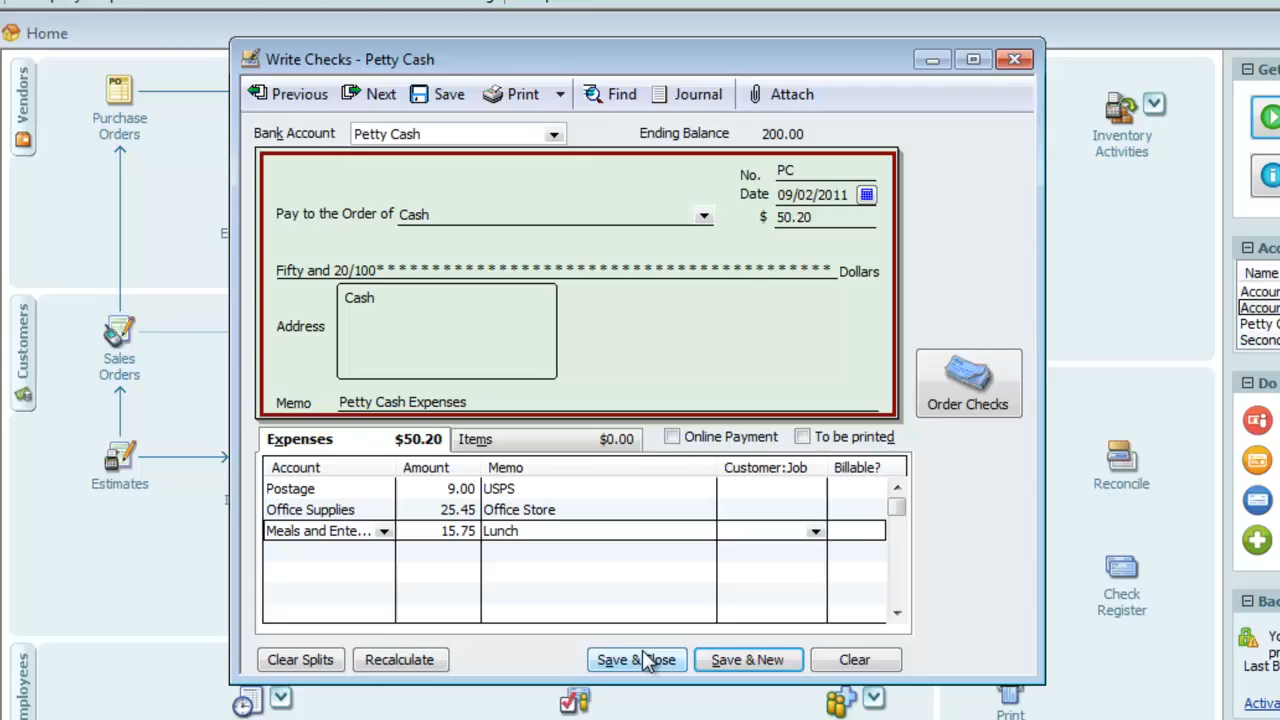 Home
Write Checks - Petty Cash
Previous Next Save Print Find Journal Attach
Bank Account Petty Cash Ending Balance 200.00
No. PC
Date 09/02/2011
Pay to the Order of Cash $ 50.20
Fifty and 20/100* * * * * * * * * * * * * * * * * * * * * * * * * * * * * * * * * * * * * * * * * Dollars
Cash
Address
Memo Petty Cash Expenses
Order Checks
Expenses $50.20 Items $0.00 Online Payment To be printed
Account Amount Memo Customer:Job Billable?
Postage 9.00 USPS
Office Supplies 25.45 Office Store
Meals and Ente... 15.75 Lunch
Clear Splits Recalculate Save & Close Save & New Clear
Vendors
Purchase
Orders
Customers
Sales
Orders
Estimates
Inventory
Activities
Reconcile
Check
Register
Print
Name
Do
Last B